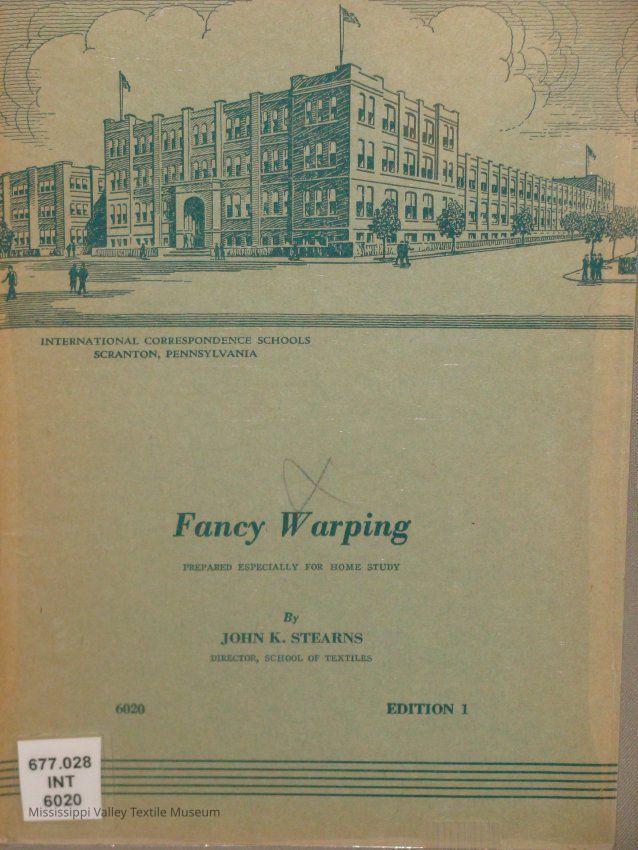 INTERNATIONAL CORRESPONDENCE SCHOOLS
SCRANTON, PENNSYLVANIA
Fancy Warping
PREPARED ESPECIALLY FOR HOME STUDY
By
JOHN K. STEARNS
DIRECTOR, SCHOOL OF TEXTILES
6020 EDITION 1
677.028
INT
6020
Mississippi Valley Textile Museum